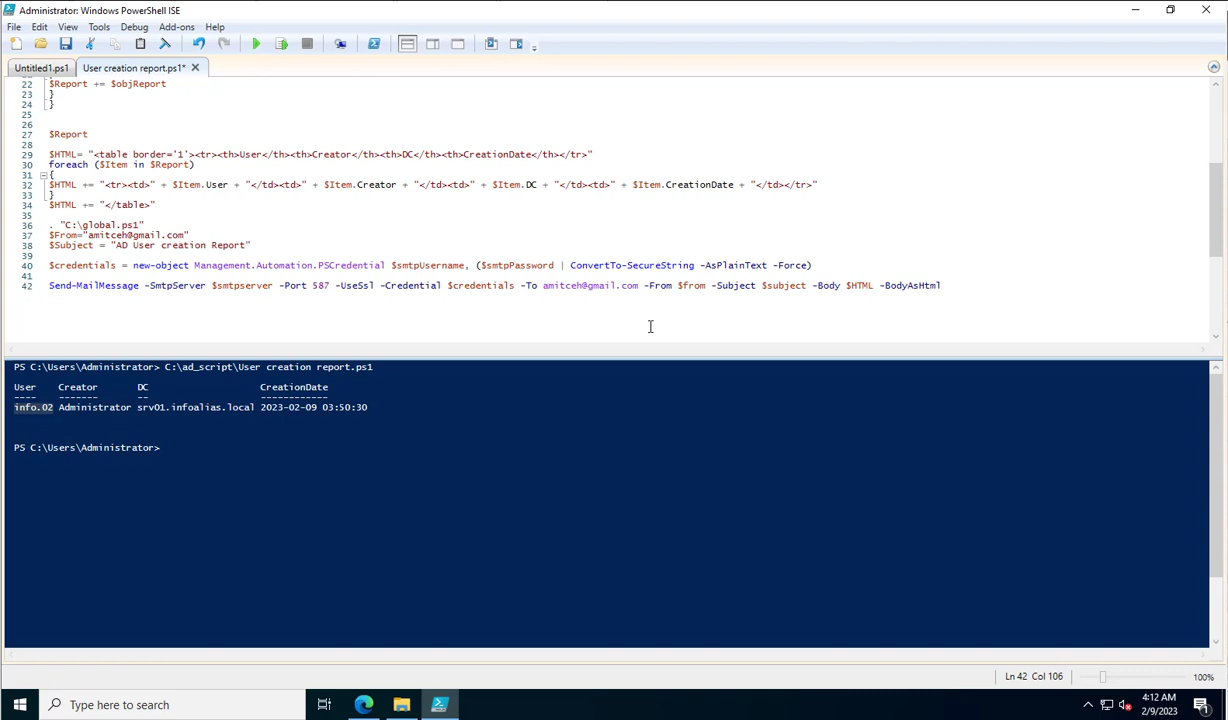 Administrator: Windows PowerShell ISE
File Edit View Tools Debug Add-ons Help
Untitled1.ps1 User creation report.ps1*
22 $Report += $objReport
23 }
24 }
25
26
27 $Report
28
29 $HTML= "<table border='1'><tr><th>User</th><th>Creator</th><th>DC</th><th>CreationDate</th></tr>"
30 foreach ($Item in $Report)
31 {
32 $HTML += "<tr><td>" + $Item.User + "</td><td>" + $Item.Creator + "</td><td>" + $Item.DC + "</td><td>" + $Item.CreationDate + "</td></tr>"
33 }
34 $HTML += "</table>"
35
36 . "C:\global.ps1"
37 $From="amitceh@gmail.com"
38 $Subject = "AD User creation Report"
39
40 $credentials = new-object Management.Automation.PSCredential $smtpUsername, ($smtpPassword | ConvertTo-SecureString -AsPlainText -Force)
41
42 Send-MailMessage -SmtpServer $smtpserver -Port 587 -UseSsl -Credential $credentials -To amitceh@gmail.com -From $from -Subject $subject -Body $HTML -BodyAsHtml
PS C:\Users\Administrator> C:\ad_script\User creation report.ps1
User Creator DC CreationDate
---- ------- -- ------------
info.02 Administrator srv01.infoalias.local 2023-02-09 03:50:30
PS C:\Users\Administrator>
Ln 42 Col 106 100%
Type here to search
4:12 AM
2/9/2023
1